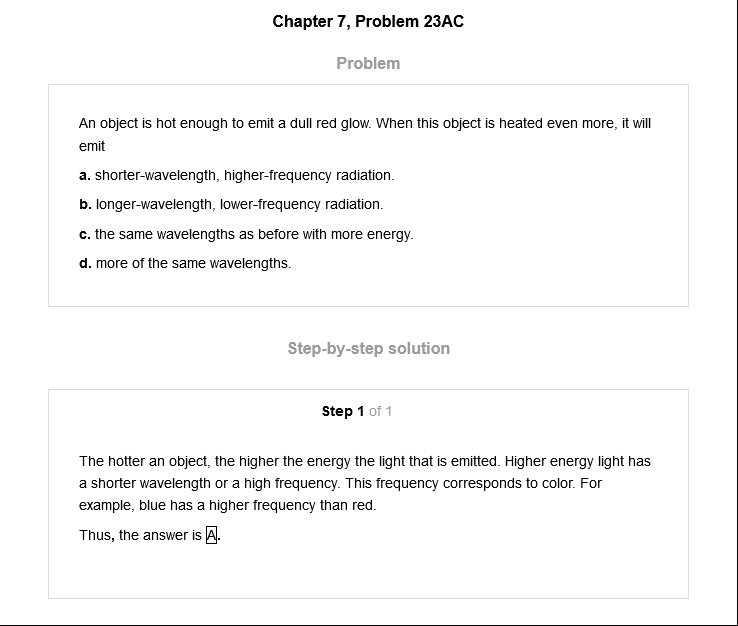 Chapter 7, Problem 23AC
Problem
An object is hot enough to emit a dull red glow. When this object is heated even more, it will
emit
a. shorter-wavelength, higher-frequency radiation.
b. longer-wavelength, lower-frequency radiation.
c. the same wavelengths as before with more energy.
d. more of the same wavelengths.
Step-by-step solution
Step 1 of 1
The hotter an object, the higher the energy the light that is emitted. Higher energy light has
a shorter wavelength or a high frequency. This frequency corresponds to color. For
example, blue has a higher frequency than red.
Thus, the answer is A.